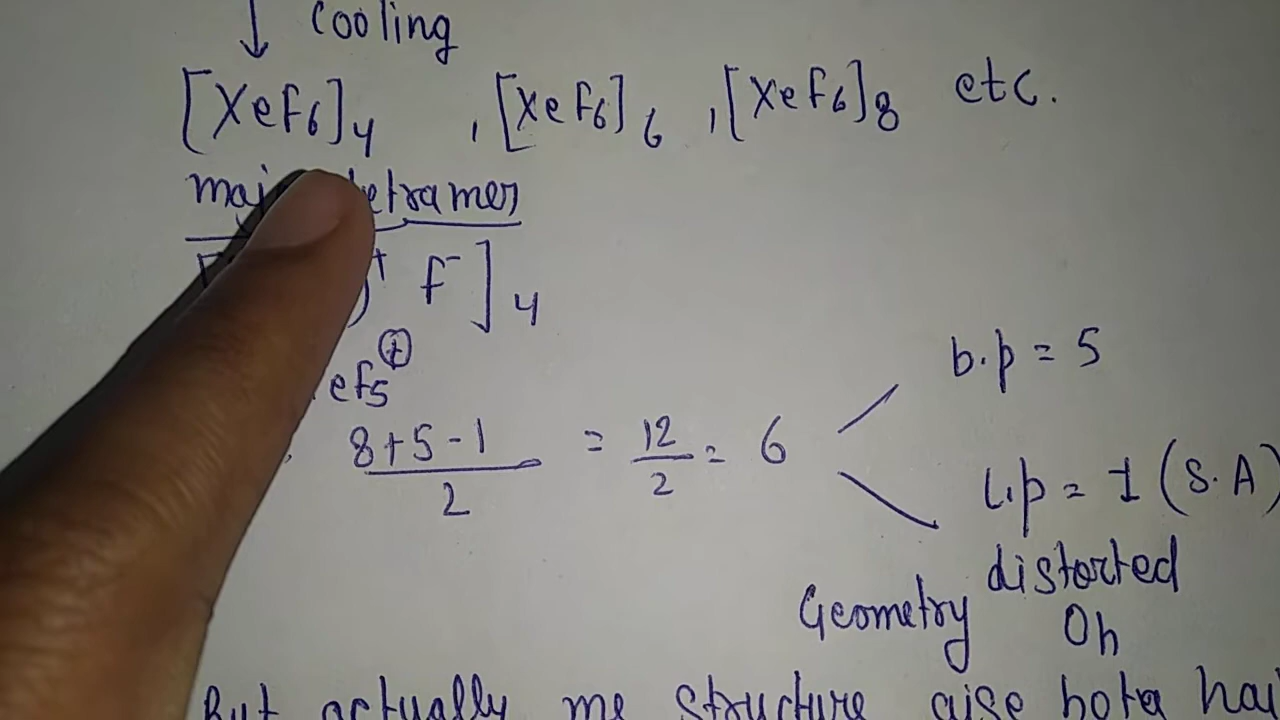 ↓ Cooling
[Xef6]4 , [Xef6]6 , [Xef6]8 etc.
tetramer
+ f⁻ ]4
ef5 ⊕
8+5-1 / 2 = 12/2 = 6
b.p = 5
l.p = 1 (S.A)
Geometry distorted Oh
But actually me structure aise hota hai